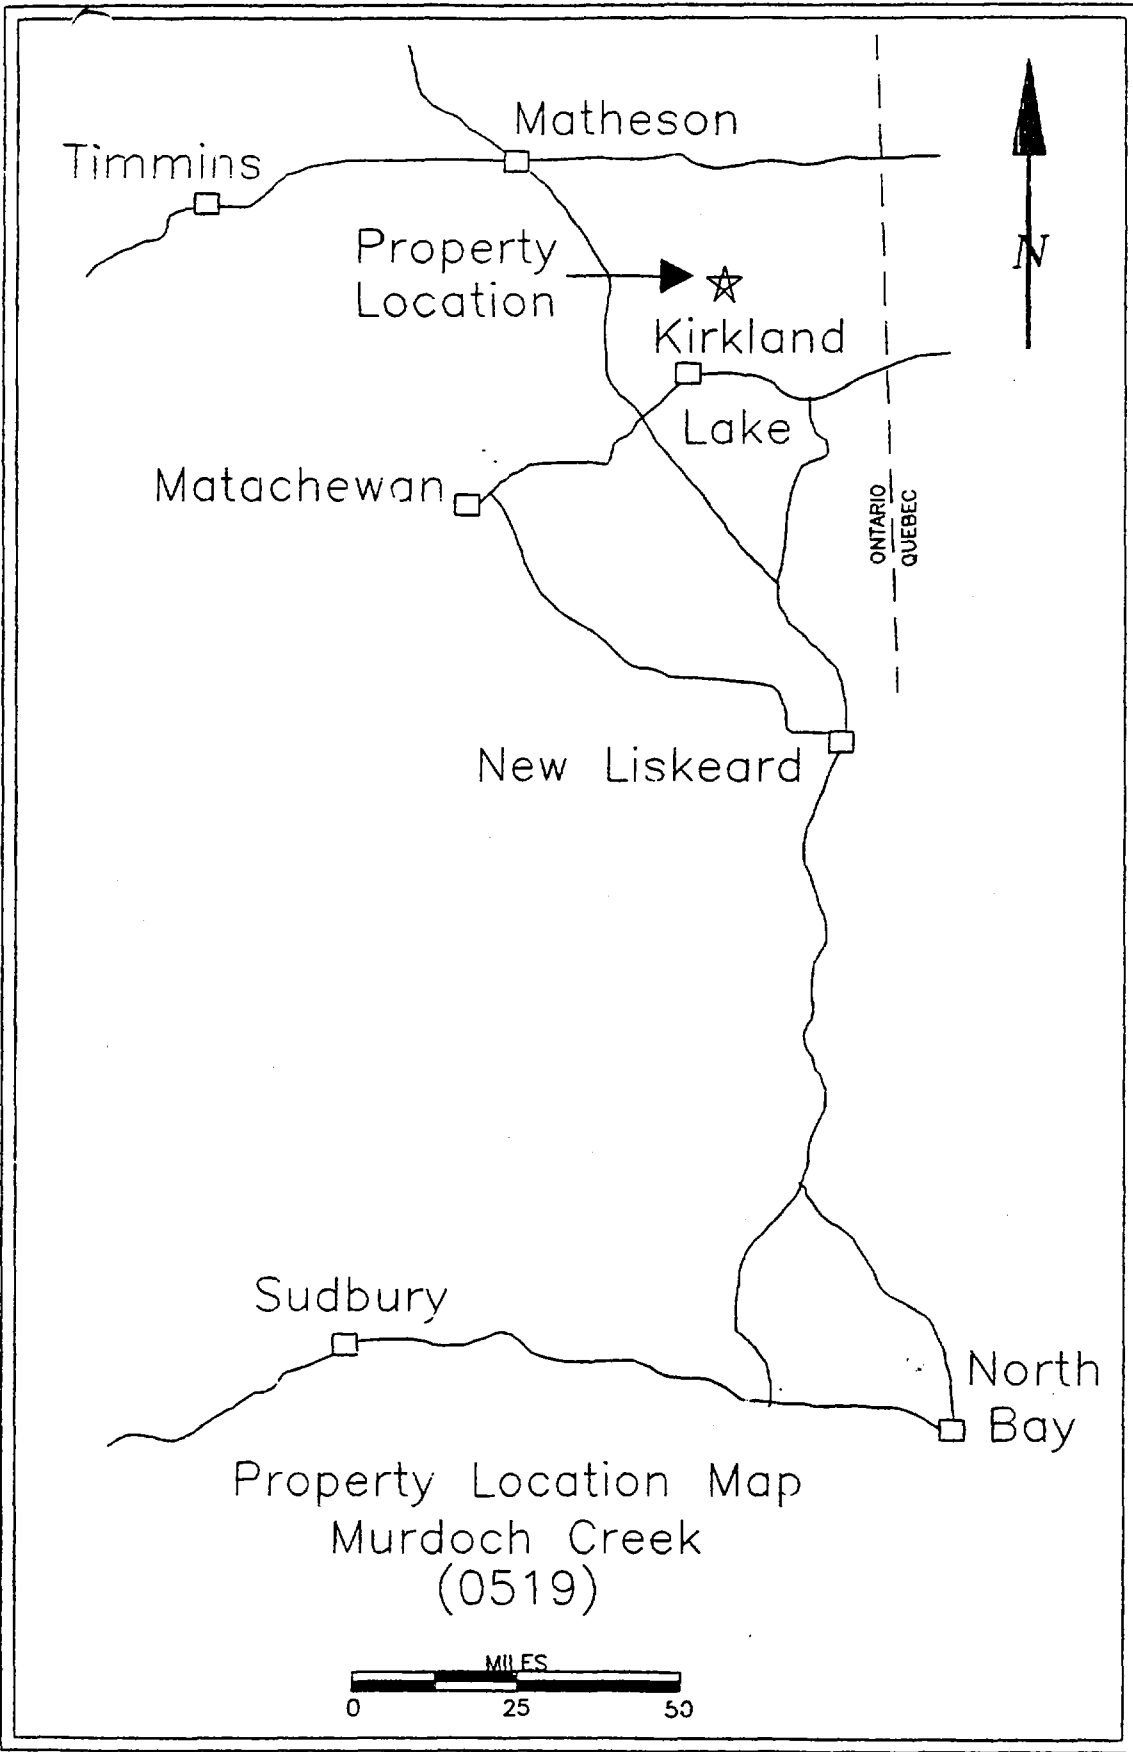 Matheson
Timmins
N
Property
Location
Kirkland
Lake
Matachewan
ONTARIO
QUEBEC
New Liskeard
Sudbury
North
Bay
Property Location Map
Murdoch Creek
(0519)
MILES
0 25 50